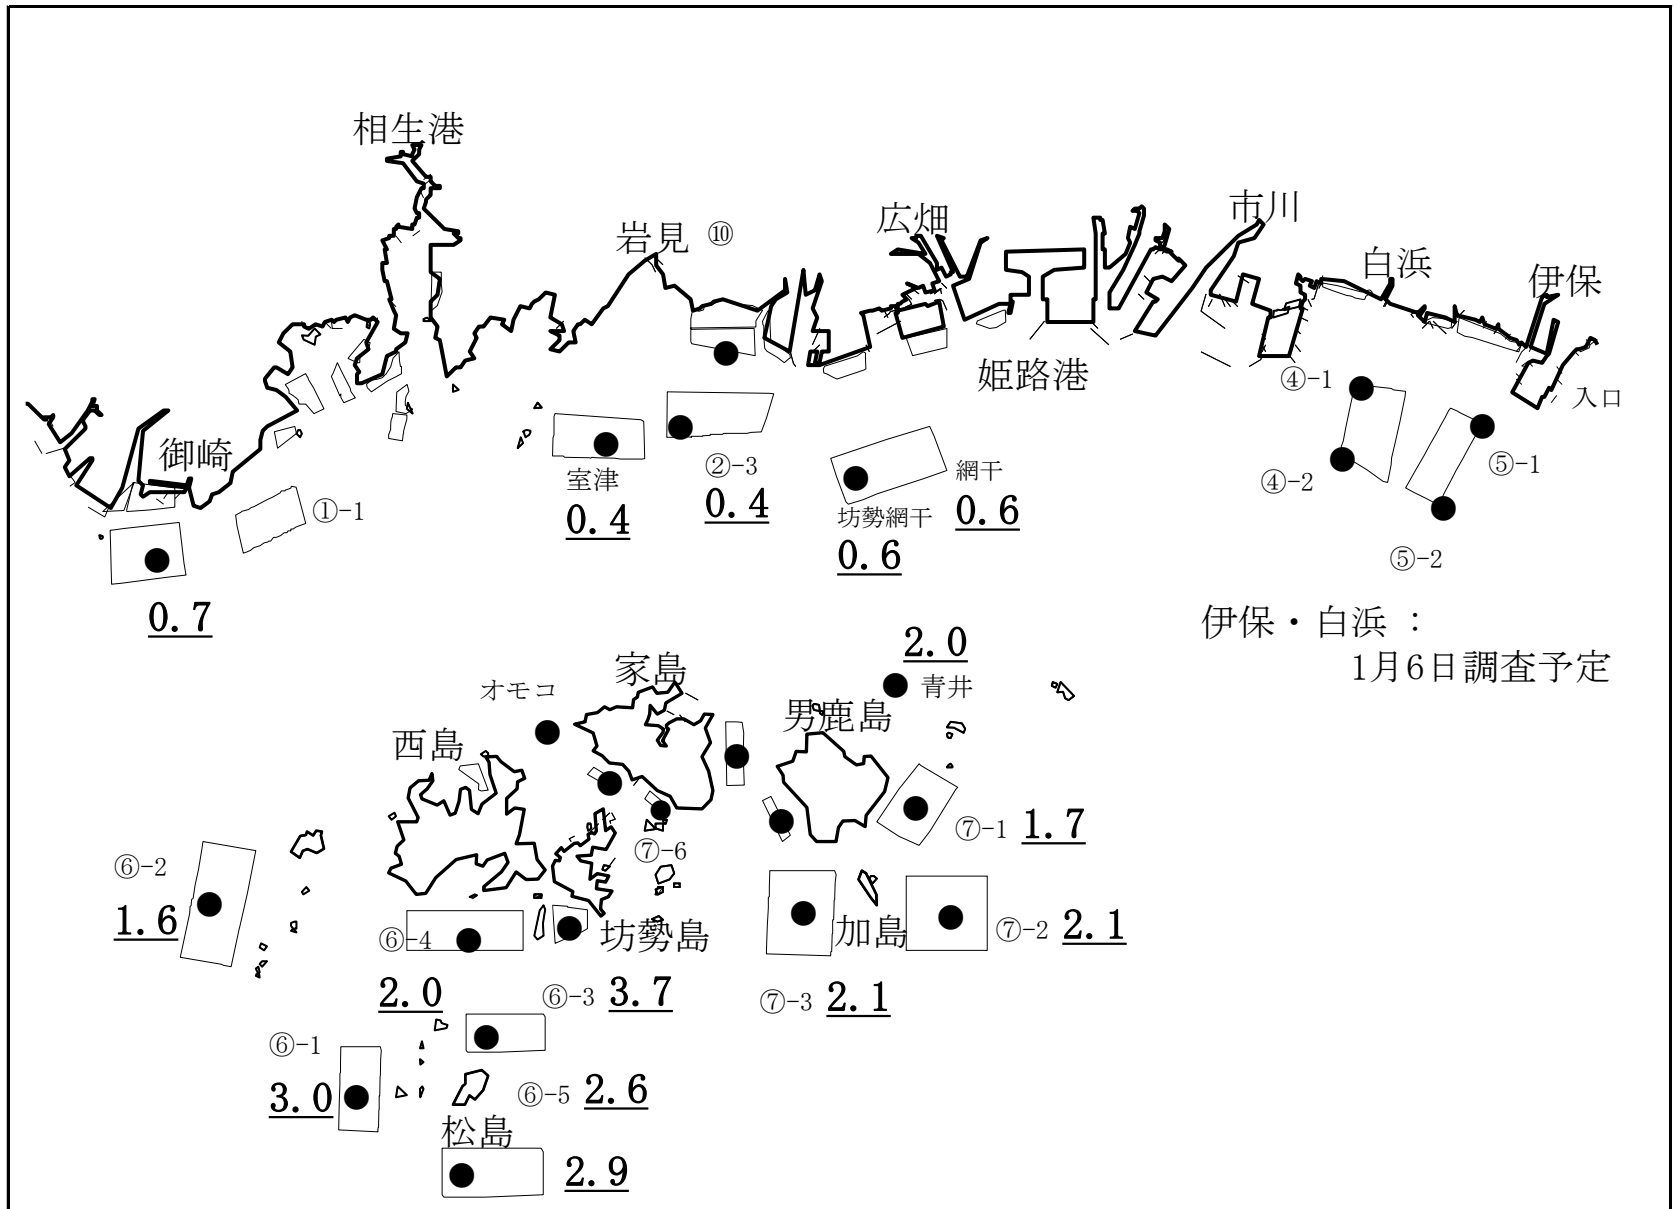 相生港
市川
広畑
岩見 ⑩
白浜
伊保
姫路港
④-1
入口
御崎
室津
0.4
②-3
0.4
網干
0.6
坊勢網干
0.6
⑤-1
④-2
①-1
⑤-2
0.7
伊保・白浜 :
1月6日調査予定
2.0
青井
家島
オモコ
男鹿島
西島
⑦-1 1.7
⑦-6
⑥-2
1.6
⑥-4
坊勢島
加島
⑦-2 2.1
2.0
⑥-3 3.7
⑦-3 2.1
⑥-1
3.0
⑥-5 2.6
松島
2.9